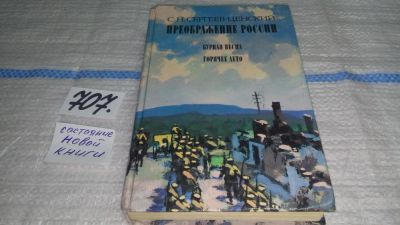 С.Н.СЕРГЕЕВ-ЦЕНСКИЙ
ПРЕОБРАЖЕНИЕ РОССИИ
БУРНАЯ ВЕСНА
ГОРЯЧЕЕ ЛЕТО
707.
состояние
новой
книги